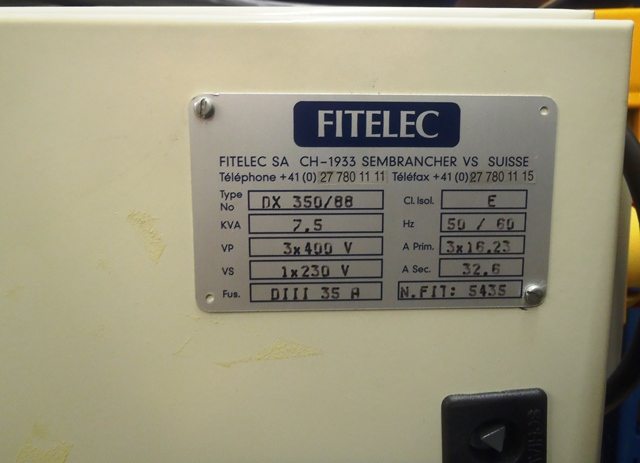 FITELEC
FITELEC SA CH-1933 SEMBRANCHER VS SUISSE
Téléphone +41 (0) 27 780 11 11 Téléfax +41 (0) 27 780 11 15
Type No DX 350/88 Cl. Isol. E
KVA 7.5 Hz 50 / 60
VP 3x400 V A Prim. 3x16.23
VS 1x230 V A Sec. 32.6
Fus. DIII 35 A N.FIT: 5435